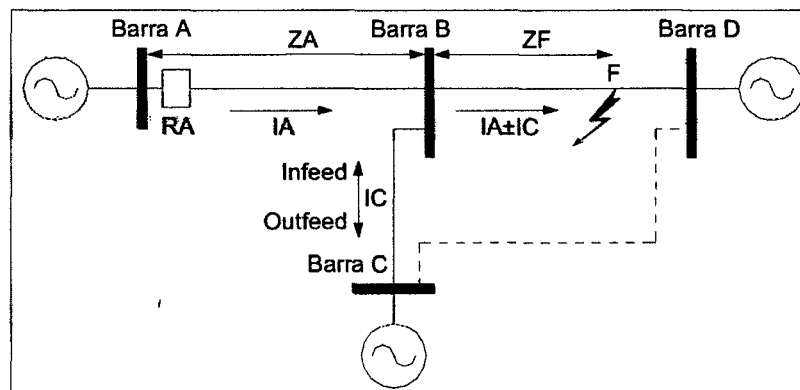 Barra A
ZA
Barra B
ZF
Barra D
F
RA
IA
IA±IC
Infeed
IC
Outfeed
Barra C